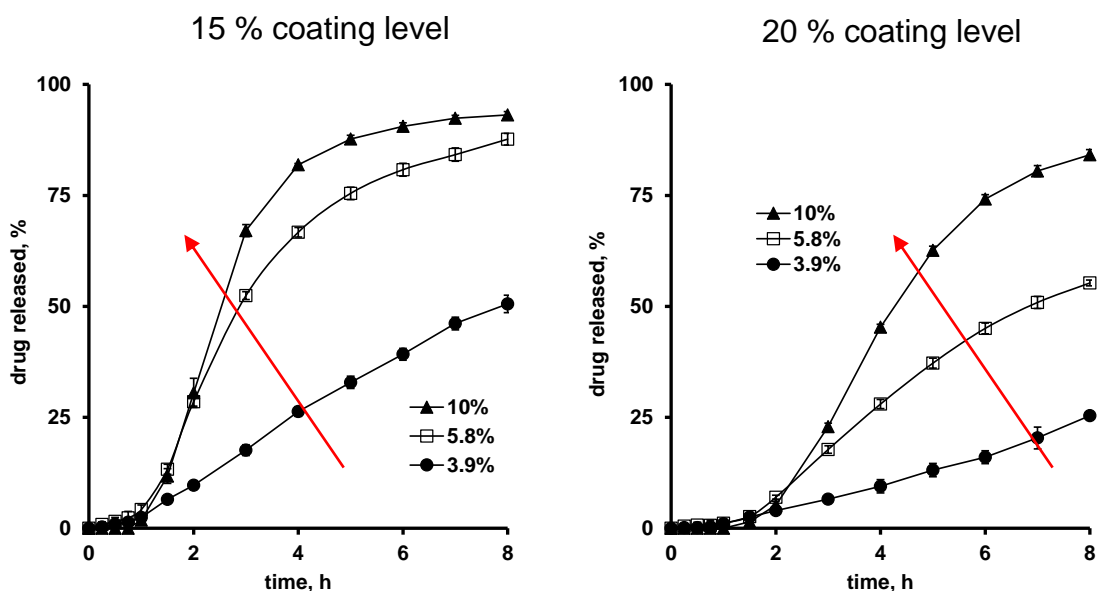 15 % coating level
100
75
50
25
0
drug released, %
10%
5.8%
3.9%
0 2 4 6 8
time, h
20 % coating level
100
75
50
25
0
drug released, %
10%
5.8%
3.9%
0 2 4 6 8
time, h